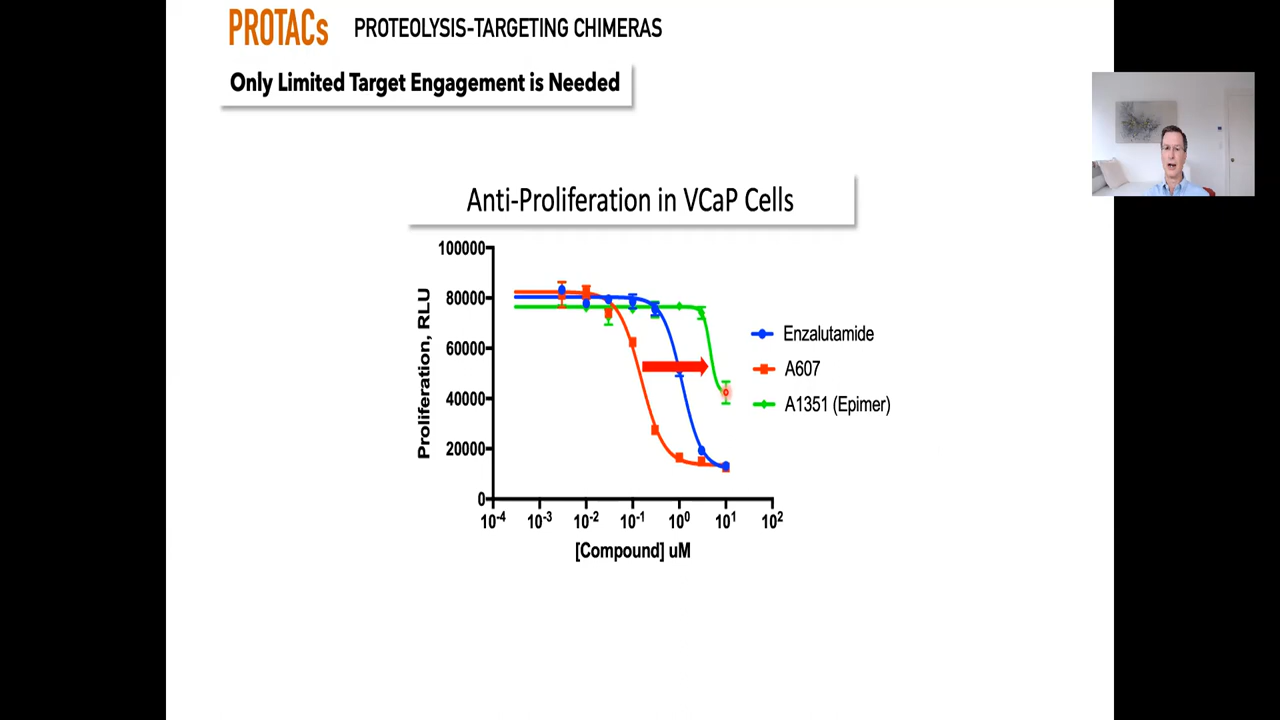 PROTACs PROTEOLYSIS-TARGETING CHIMERAS
Only Limited Target Engagement is Needed
Anti-Proliferation in VCaP Cells
100000
80000
60000
40000
20000
0
Proliferation, RLU
10-4 10-3 10-2 10-1 100 101 102
[Compound] uM
Enzalutamide
A607
A1351 (Epimer)